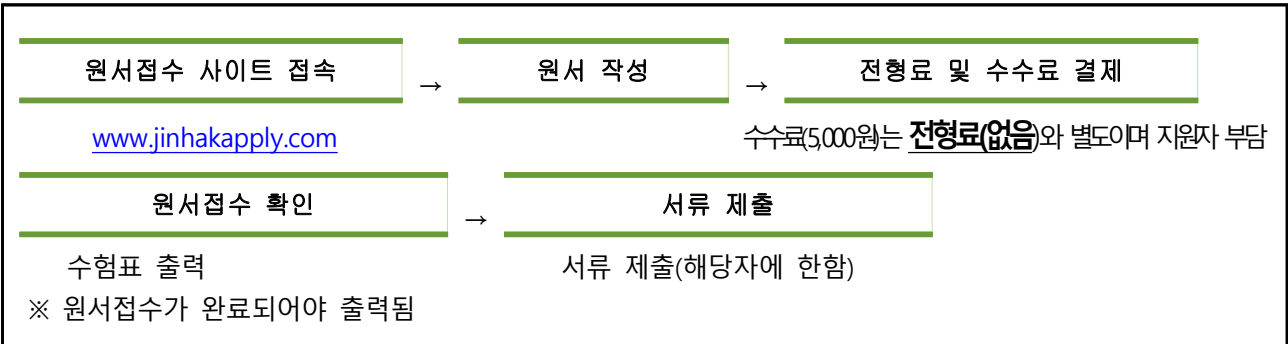 원서접수 사이트 접속 → 원서 작성 → 전형료 및 수수료 결제
www.jinhakapply.com 수수료(5,000원)는 전형료(없음)와 별도이며 지원자 부담
원서접수 확인 → 서류 제출
수험표 출력 서류 제출(해당자에 한함)
※ 원서접수가 완료되어야 출력됨